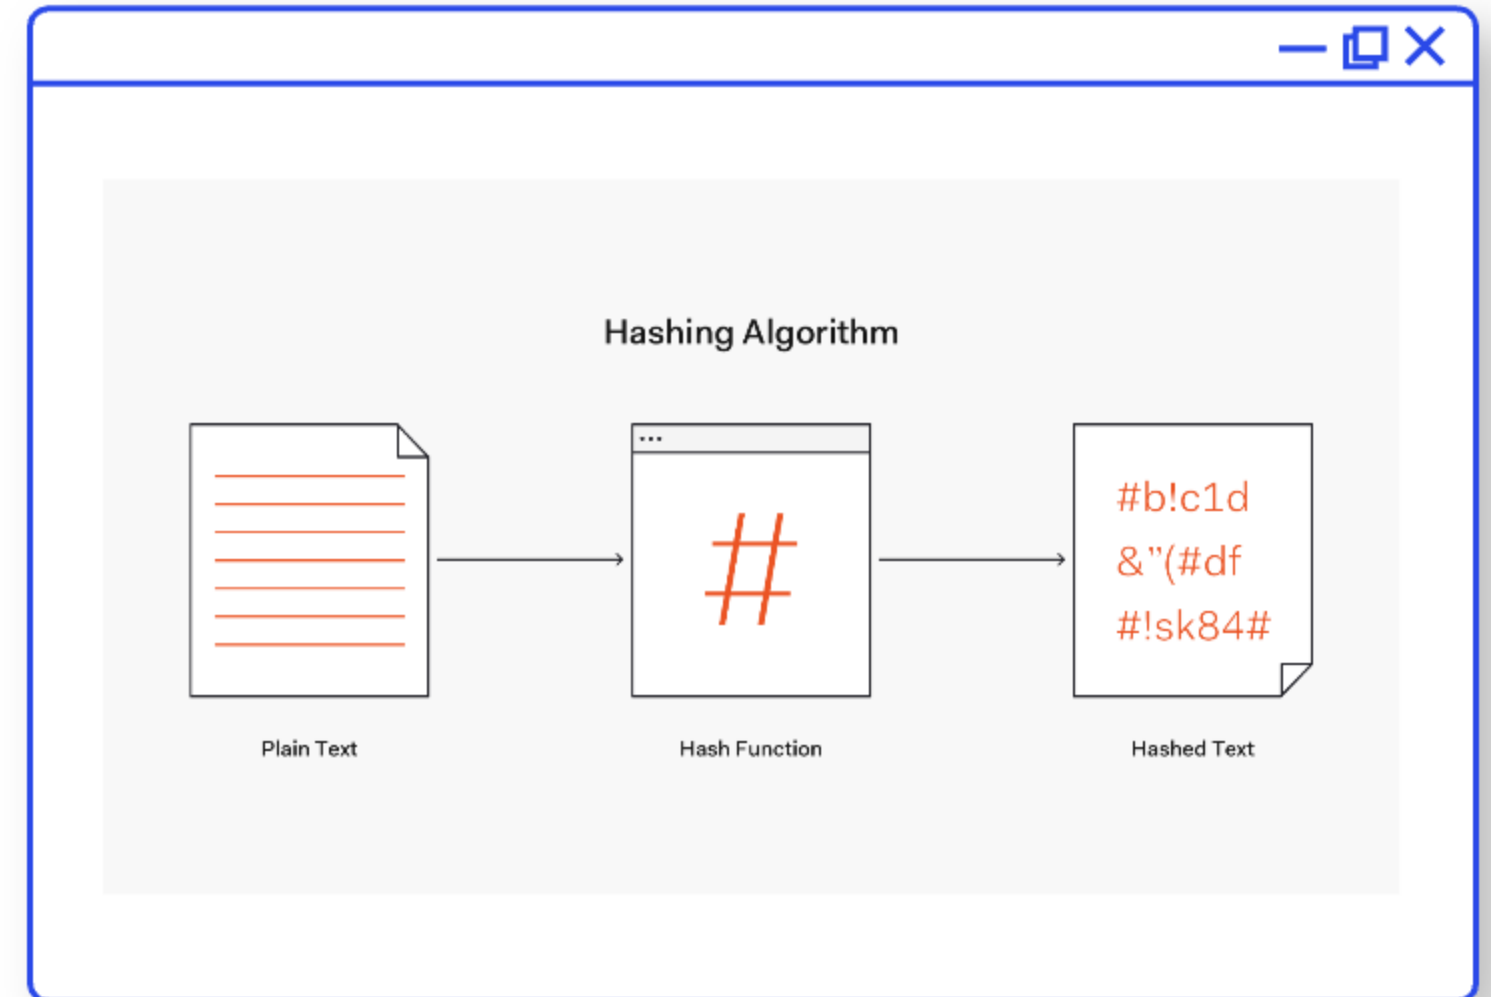 Hashing Algorithm
#
#b!c1d
&”(#df
#!sk84#
Plain Text
Hash Function
Hashed Text